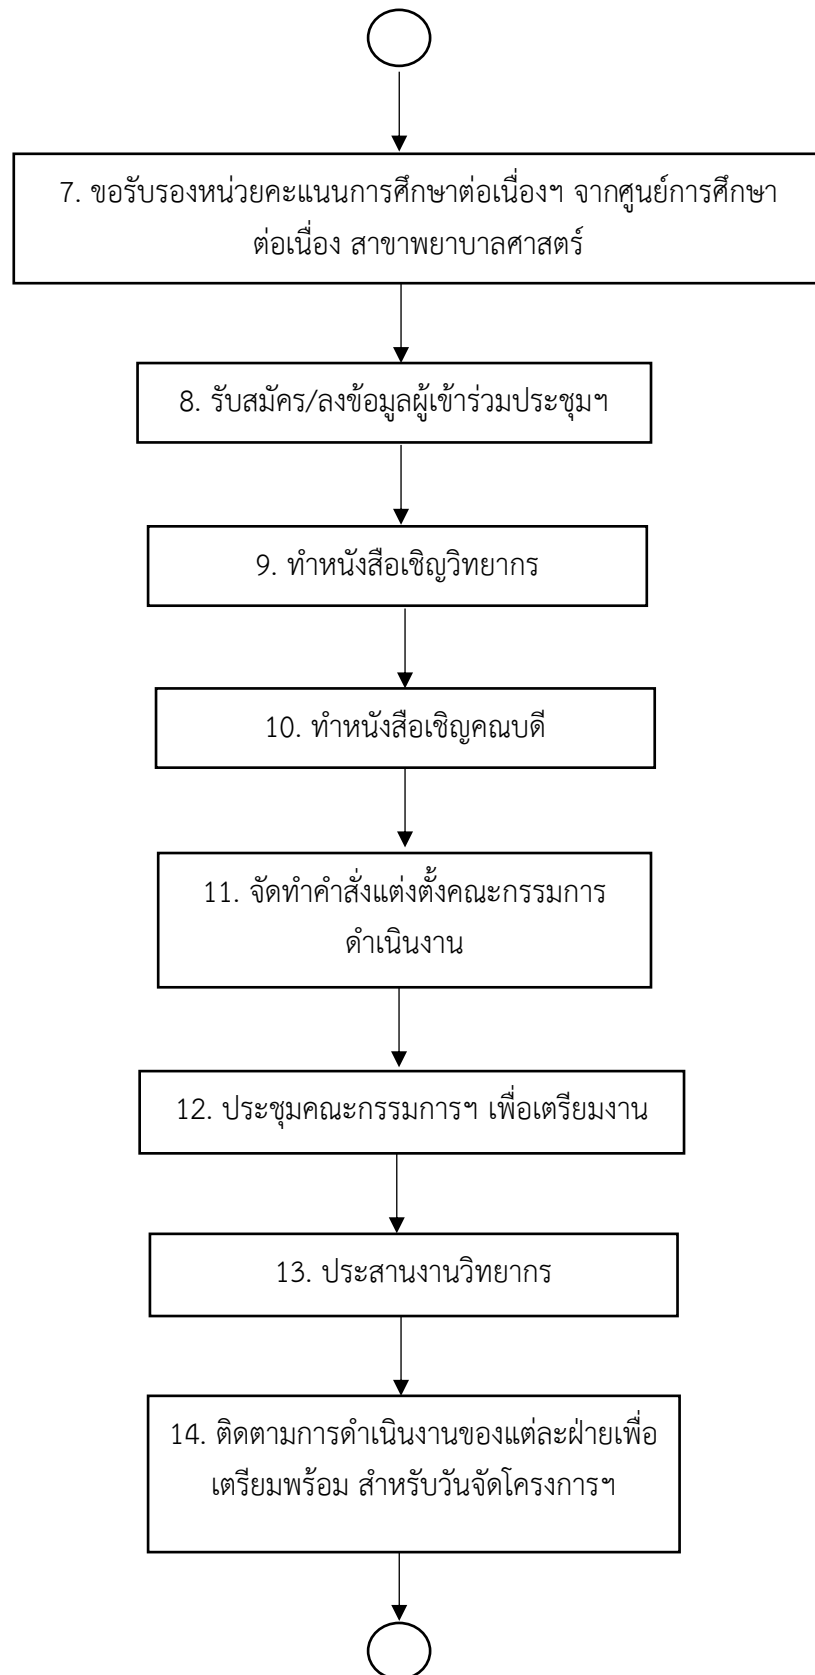 7. ขอรับรองหน่วยคะแนนการศึกษาต่อเนื่องฯ จากศูนย์การศึกษา
ต่อเนื่อง สาขาพยาบาลศาสตร์
8. รับสมัคร/ลงข้อมูลผู้เข้าร่วมประชุมฯ
9. ทำหนังสือเชิญวิทยากร
10. ทำหนังสือเชิญคณบดี
11. จัดทำคำสั่งแต่งตั้งคณะกรรมการ
ดำเนินงาน
12. ประชุมคณะกรรมการฯ เพื่อเตรียมงาน
13. ประสานงานวิทยากร
14. ติดตามการดำเนินงานของแต่ละฝ่ายเพื่อ
เตรียมพร้อม สำหรับวันจัดโครงการฯ